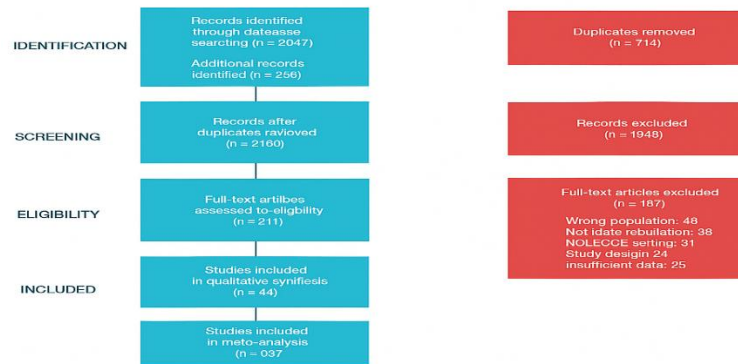 IDENTIFICATION
Records identified
through dateasse
searcting (n = 2047)
Additional records
identified (n = 256)
Duplicates removed
(n = 714)
SCREENING
Records after
duplicates ravioved
(n = 2160)
Records excluded
(n = 1948)
ELIGIBILITY
Full-text artilbes
assessed to-eligbility
(n = 211)
Full-text articles excluded
(n = 187)
Wrong population: 48
Not idate rebuilation: 38
NOLECCE serting: 31
Study desigin 24
insufficient data: 25
INCLUDED
Studies included
in qualitative synifiesis
(n = 44)
Studies included
in meto-analysis
(n = 037